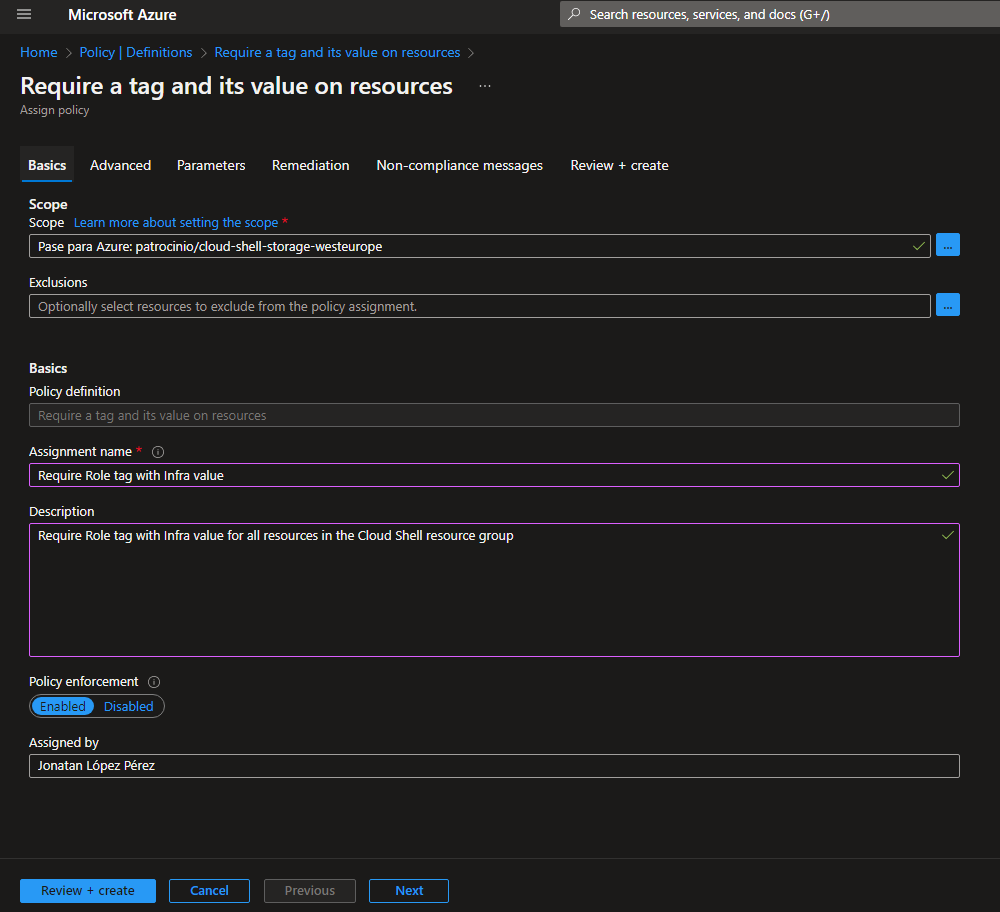 Microsoft Azure
Search resources, services, and docs (G+/)
Home > Policy | Definitions > Require a tag and its value on resources >
Require a tag and its value on resources ...
Assign policy
Basics Advanced Parameters Remediation Non-compliance messages Review + create
Scope
Scope Learn more about setting the scope *
Pase para Azure: patrocinio/cloud-shell-storage-westeurope
...
Exclusions
Optionally select resources to exclude from the policy assignment.
...
Basics
Policy definition
Require a tag and its value on resources
Assignment name *
Require Role tag with Infra value
Description
Require Role tag with Infra value for all resources in the Cloud Shell resource group
Policy enforcement
Enabled Disabled
Assigned by
Jonatan López Pérez
Review + create Cancel Previous Next